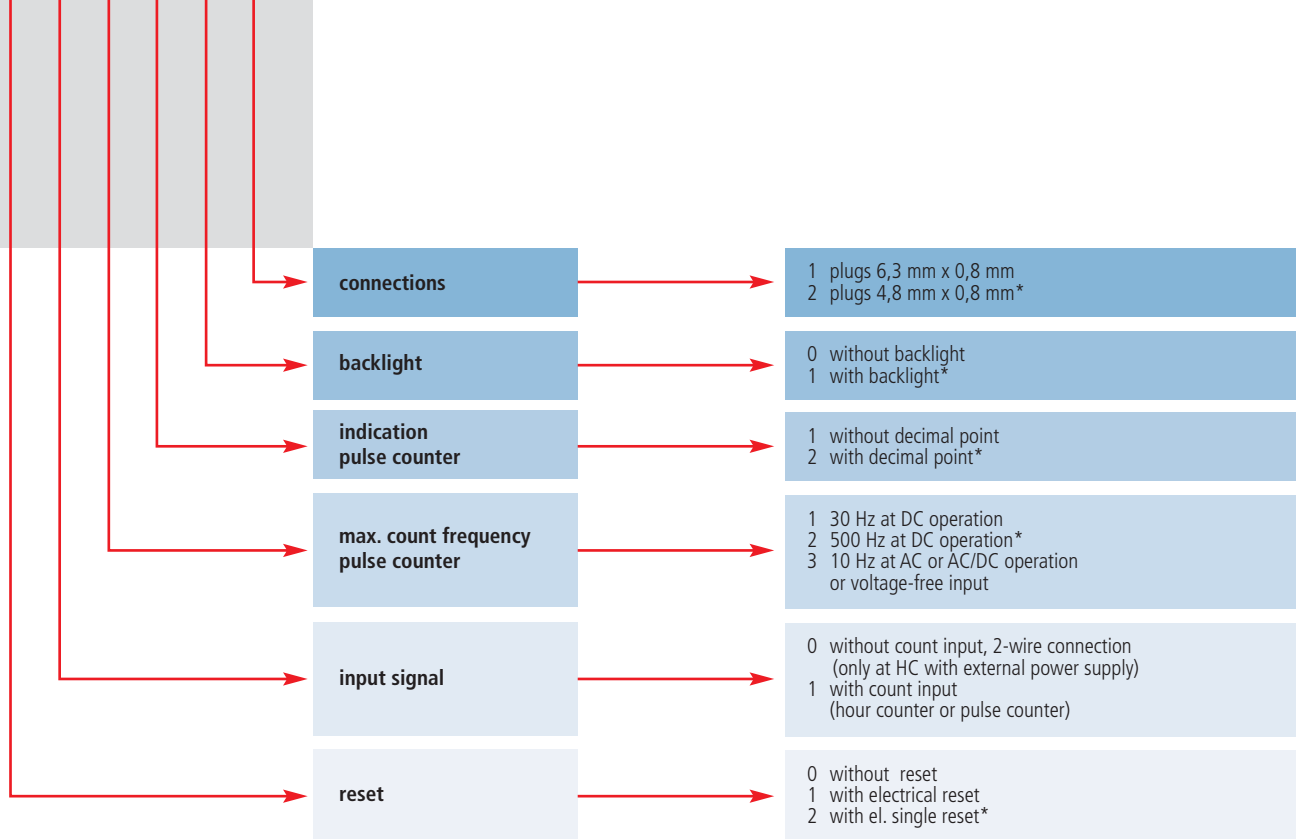 connections
1 plugs 6,3 mm x 0,8 mm
2 plugs 4,8 mm x 0,8 mm*
backlight
0 without backlight
1 with backlight*
indication
pulse counter
1 without decimal point
2 with decimal point*
max. count frequency
pulse counter
1 30 Hz at DC operation
2 500 Hz at DC operation*
3 10 Hz at AC or AC/DC operation
or voltage-free input
input signal
0 without count input, 2-wire connection
(only at HC with external power supply)
1 with count input
(hour counter or pulse counter)
reset
0 without reset
1 with electrical reset
2 with el. single reset*